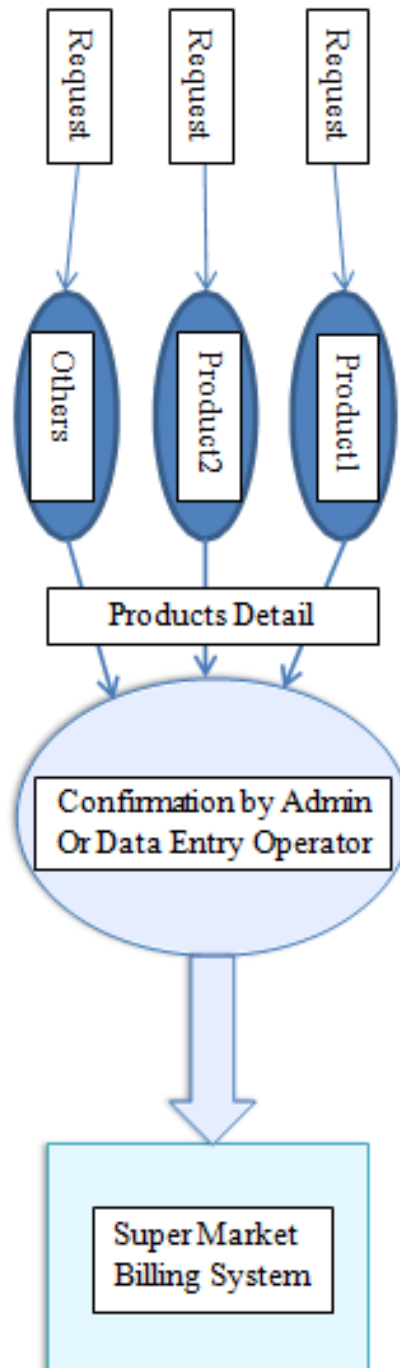 Request
Request
Request
Others
Product2
Product1
Products Detail
Confirmation by Admin
Or Data Entry Operator
Super Market
Billing System